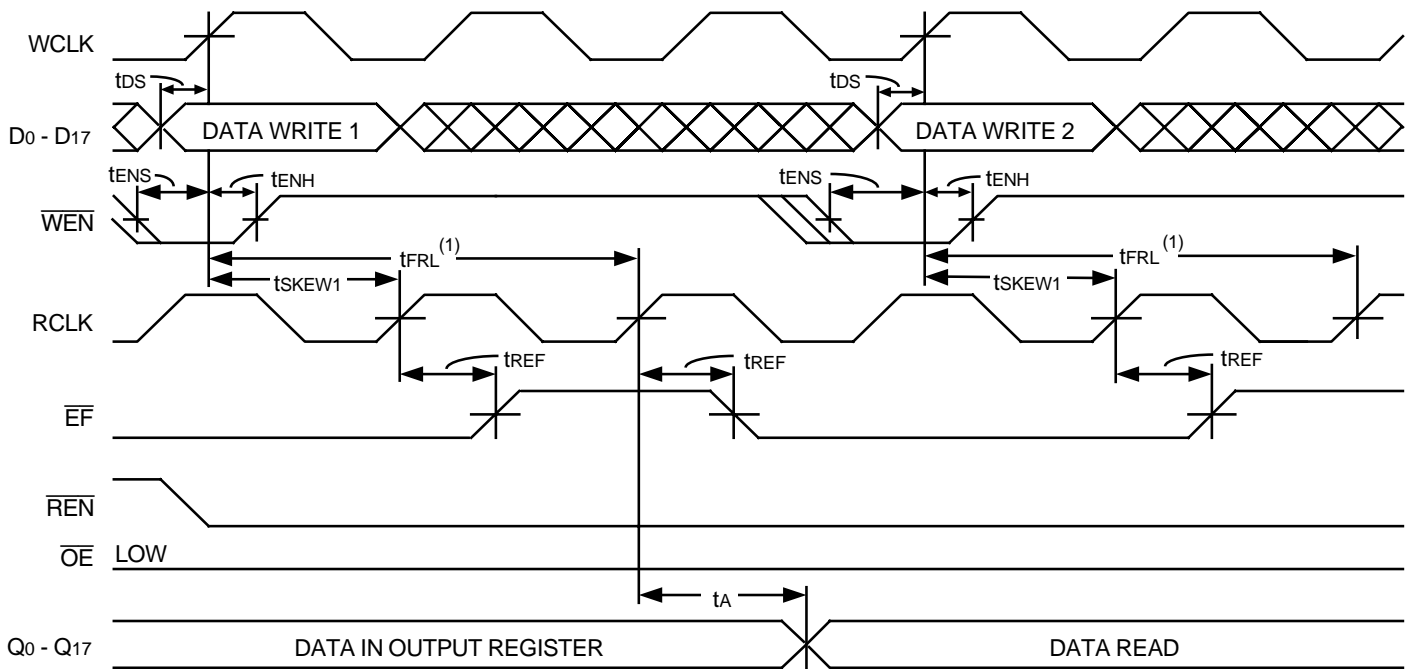 WCLK
tDS tDS
D0 - D17 DATA WRITE 1 DATA WRITE 2
tENS tENH tENS tENH
WEN
tFRL(1) tFRL(1)
tSKEW1 tSKEW1
RCLK
tREF tREF tREF
EF
REN
OE LOW
tA
Q0 - Q17 DATA IN OUTPUT REGISTER DATA READ